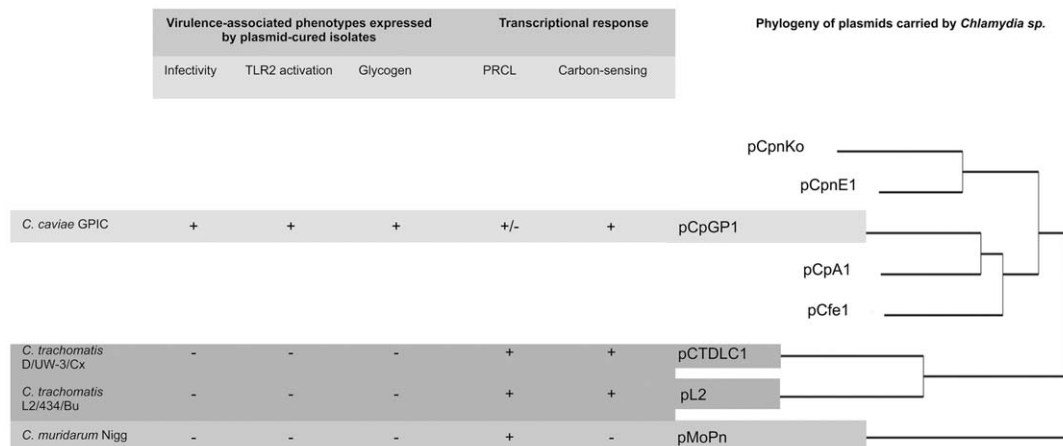 Virulence-associated phenotypes expressed
by plasmid-cured isolates
Transcriptional response
Phylogeny of plasmids carried by Chlamydia sp.
Infectivity TLR2 activation Glycogen PRCL Carbon-sensing
pCpnKo
pCpnE1
C. caviae GPIC + + + +/- + pCpGP1
pCpA1
pCfe1
C. trachomatis
D/UW-3/Cx - - - + + pCTDLC1
C. trachomatis
L2/434/Bu - - - + + pL2
C. muridarum Nigg - - - + - pMoPn